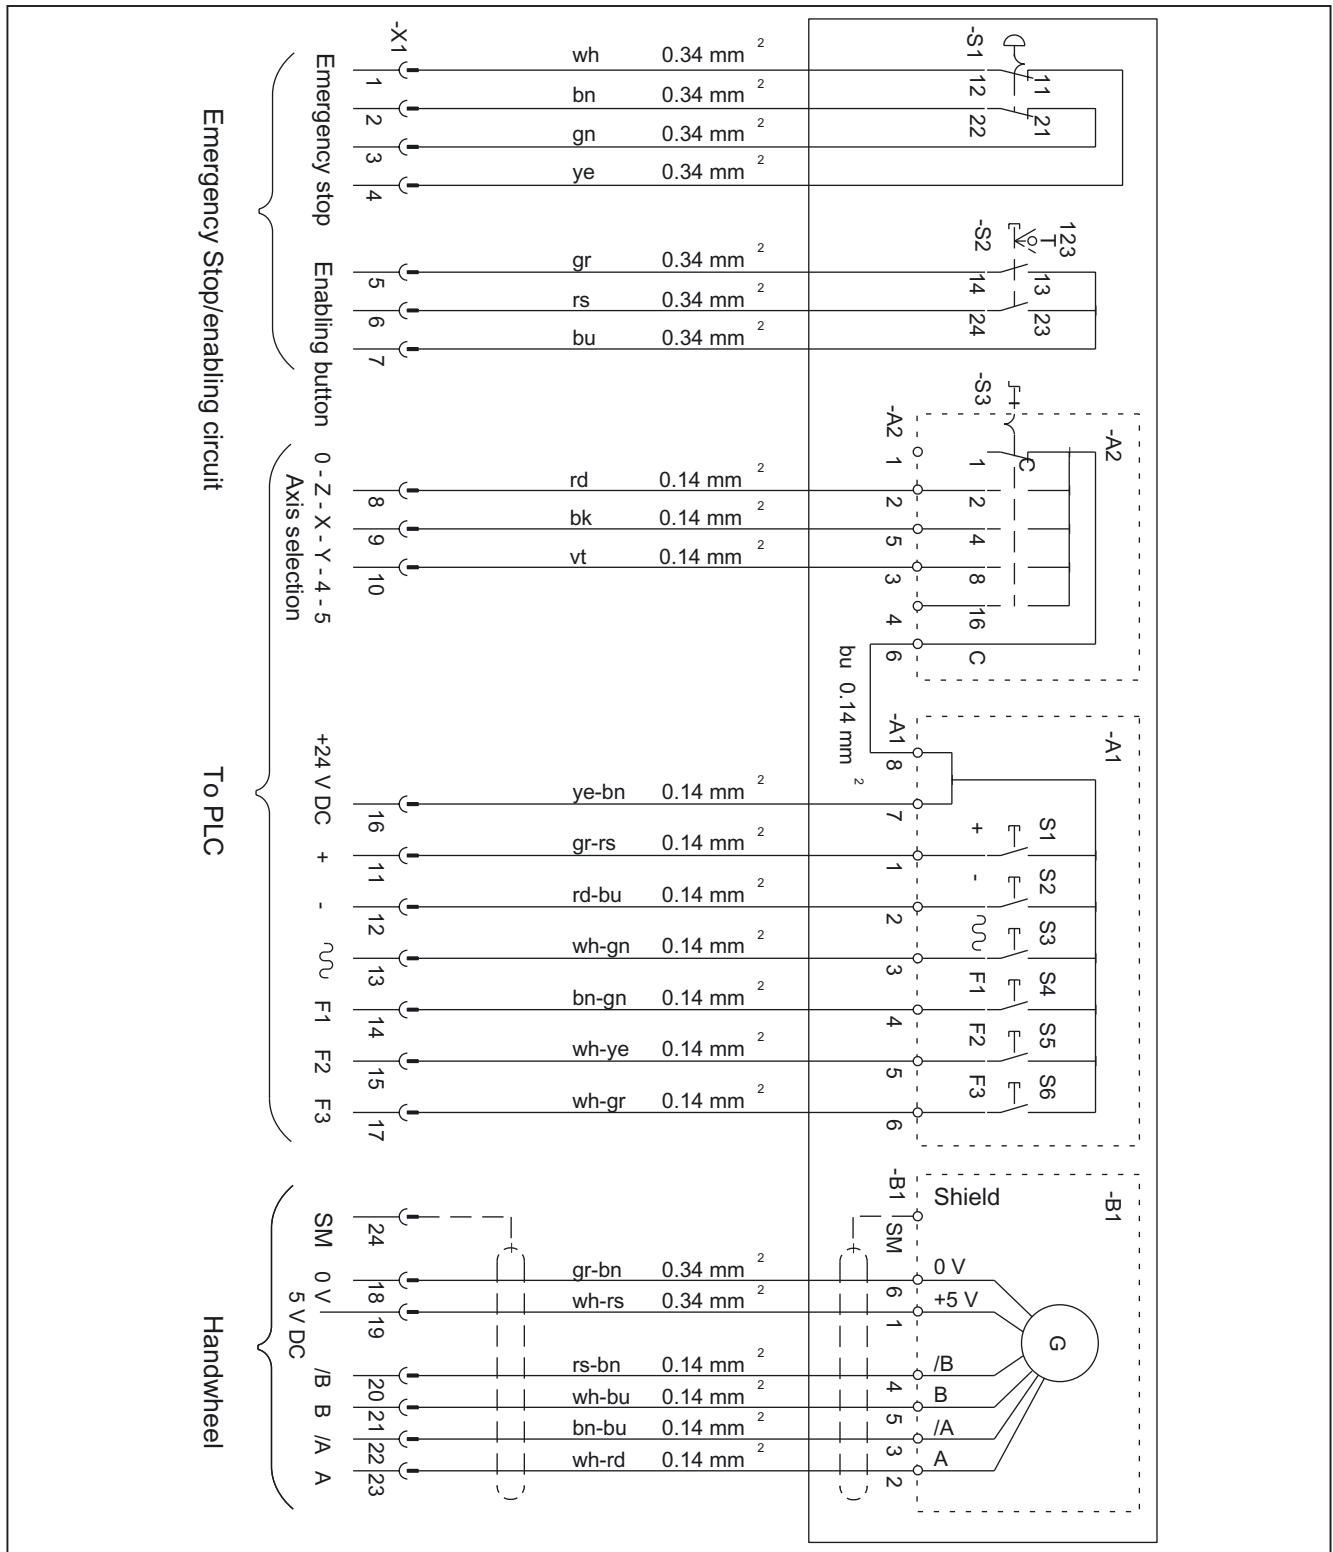 -X1
-S1
Emergency stop
1 wh 0.34 mm 2 12 11
2 bn 0.34 mm 2 22 21
3 gn 0.34 mm 2
4 ye 0.34 mm 2
Emergency Stop/enabling circuit
-S2
123
T
Enabling button
5 gr 0.34 mm 2 14 13
6 rs 0.34 mm 2 24 23
7 bu 0.34 mm 2
-S3
-A2
-A2
1 1 C
0 - Z - X - Y - 4 - 5
Axis selection
8 rd 0.14 mm 2 2 2
9 bk 0.14 mm 2 5 4
10 vt 0.14 mm 2 3 8
4 16
6 C
bu 0.14 mm 2
To PLC
-A1
-A1
8
+24 V DC 16 ye-bn 0.14 mm 2 7
+ 11 gr-rs 0.14 mm 2 1 + S1
- 12 rd-bu 0.14 mm 2 2 - S2
13 wh-gn 0.14 mm 2 3 S3
F1 14 bn-gn 0.14 mm 2 4 F1 S4
F2 15 wh-ye 0.14 mm 2 5 F2 S5
F3 17 wh-gr 0.14 mm 2 6 F3 S6
Handwheel
-B1
-B1
SM 24 SM Shield
0 V 18 gr-bn 0.34 mm 2 6 0 V
5 V DC 19 wh-rs 0.34 mm 2 1 +5 V
G
/B 20 rs-bn 0.14 mm 2 4 /B
B 21 wh-bu 0.14 mm 2 5 B
/A 22 bn-bu 0.14 mm 2 3 /A
A 23 wh-rd 0.14 mm 2 2 A